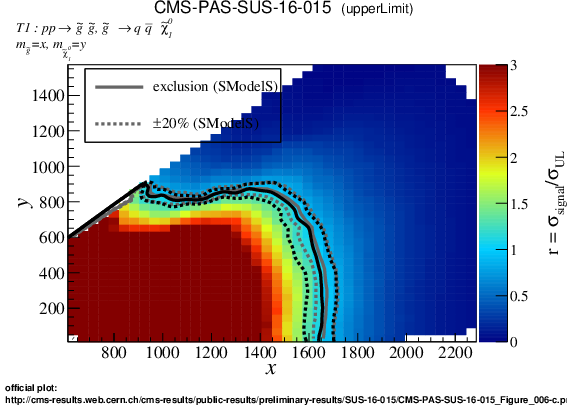 CMS-PAS-SUS-16-015 (upperLimit)
T1 : pp → g̃ g̃, g̃ → q q̄ χ̃₁⁰
m_g̃=x, m_χ̃₁⁰=y
exclusion (SModelS)
±20% (SModelS)
y
1400
1200
1000
800
600
400
200
800 1000 1200 1400 1600 1800 2000 2200
x
3
2.5
2
1.5
1
0.5
0
r = σ_signal/σ_UL
official plot:
http://cms-results.web.cern.ch/cms-results/public-results/preliminary-results/SUS-16-015/CMS-PAS-SUS-16-015_Figure_006-c.p